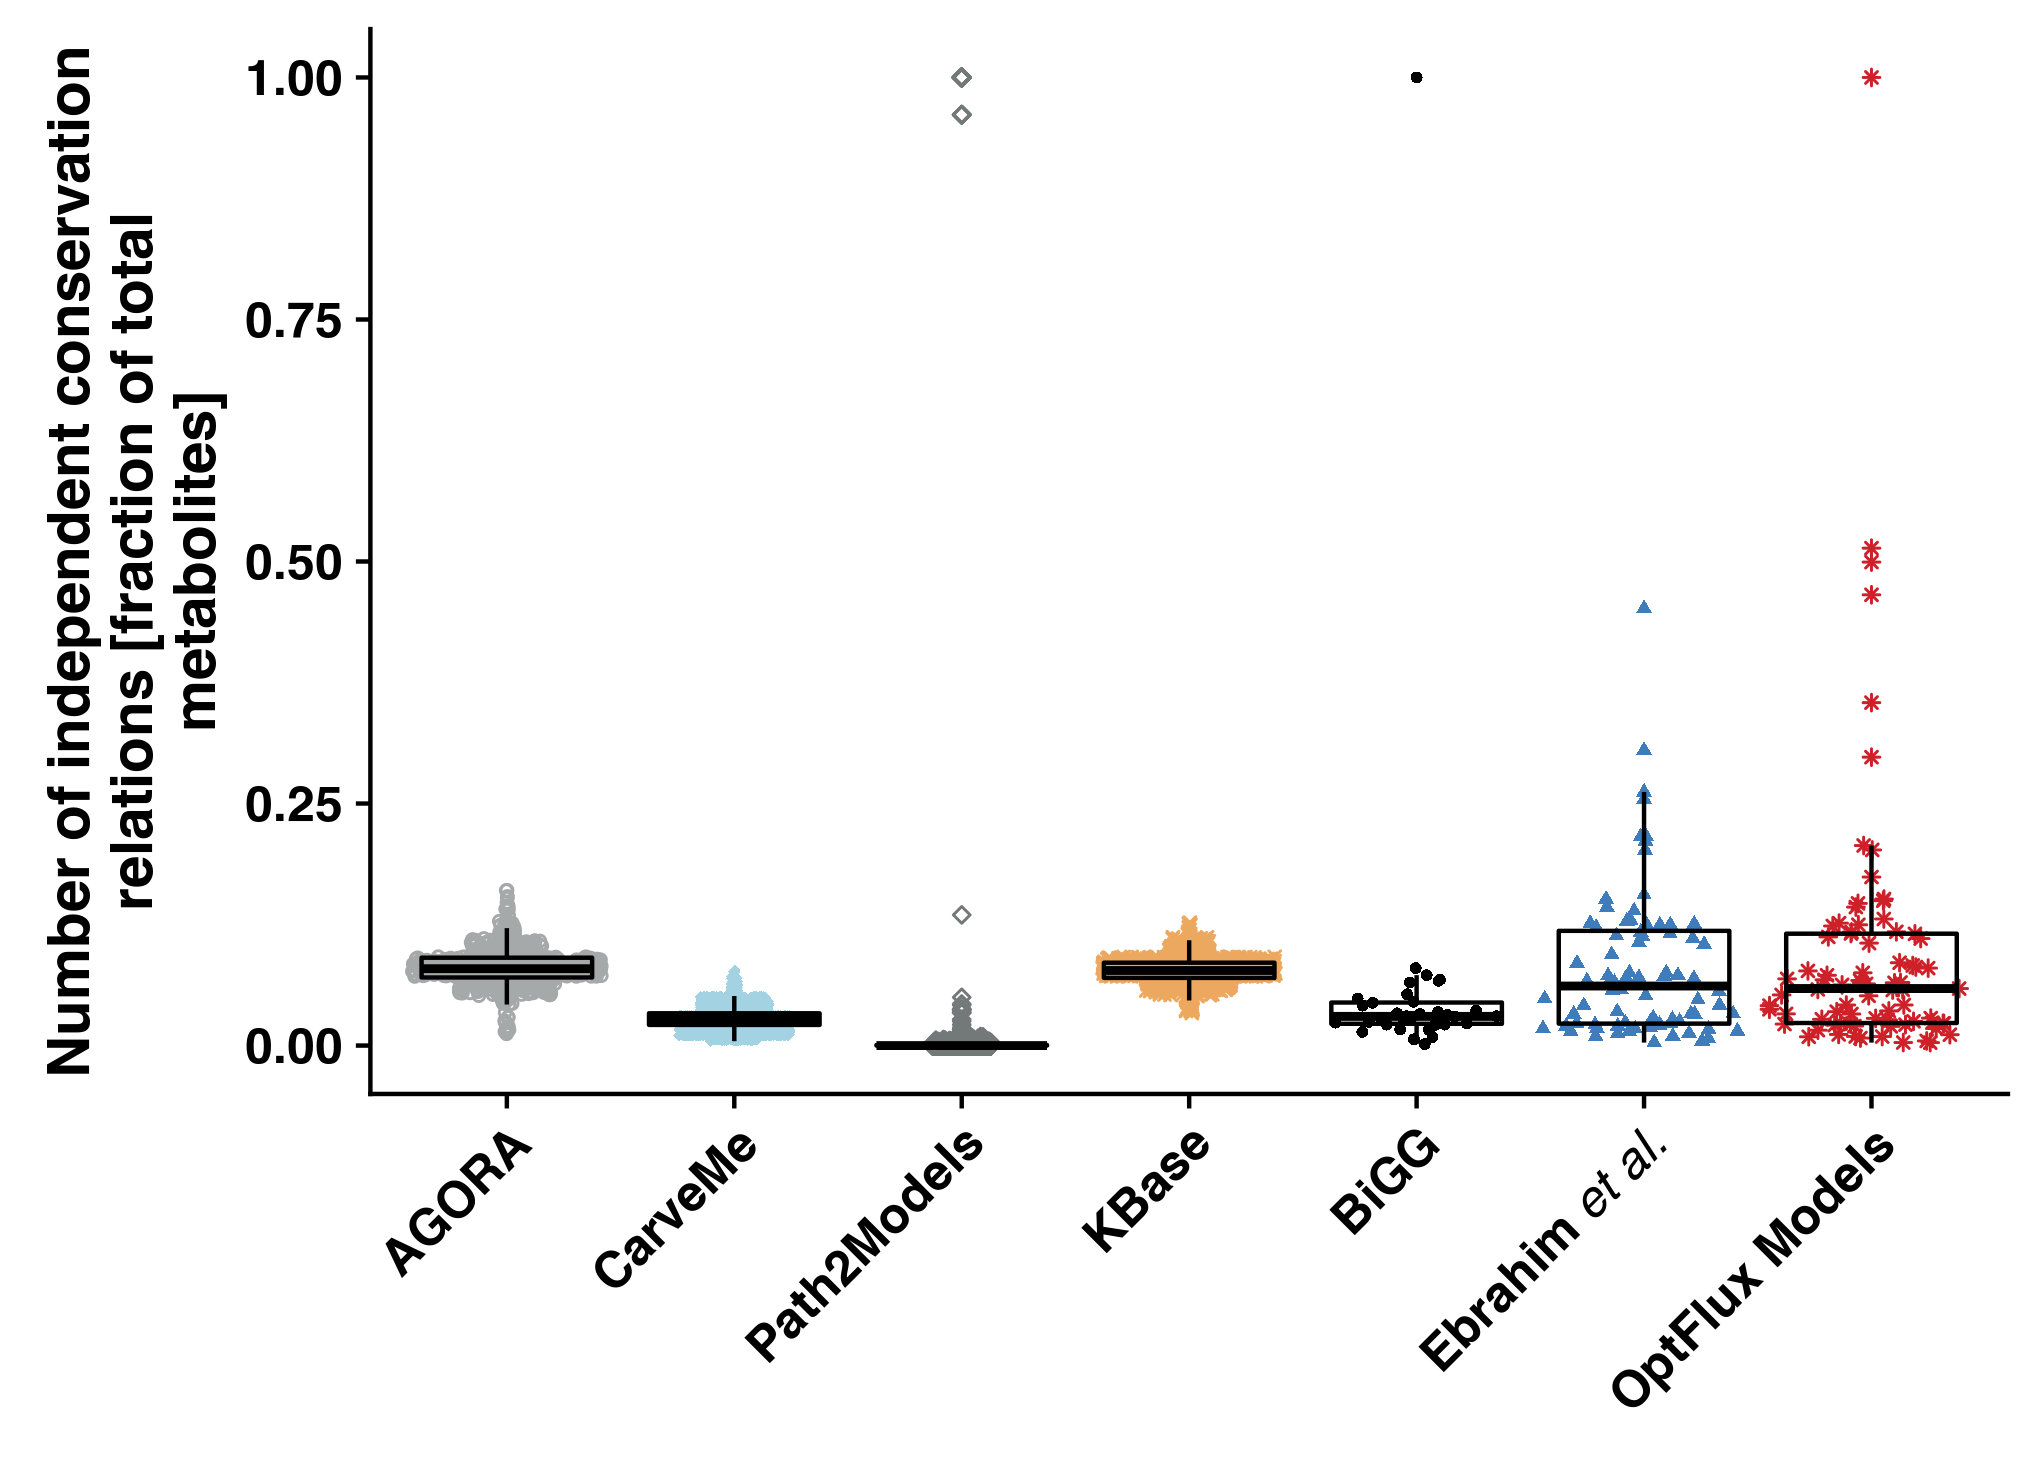 Number of independent conservation
relations [fraction of total
metabolites]
1.00
0.75
0.50
0.25
0.00
AGORA
CarveMe
Path2Models
KBase
BiGG
Ebrahim et al.
OptFlux Models